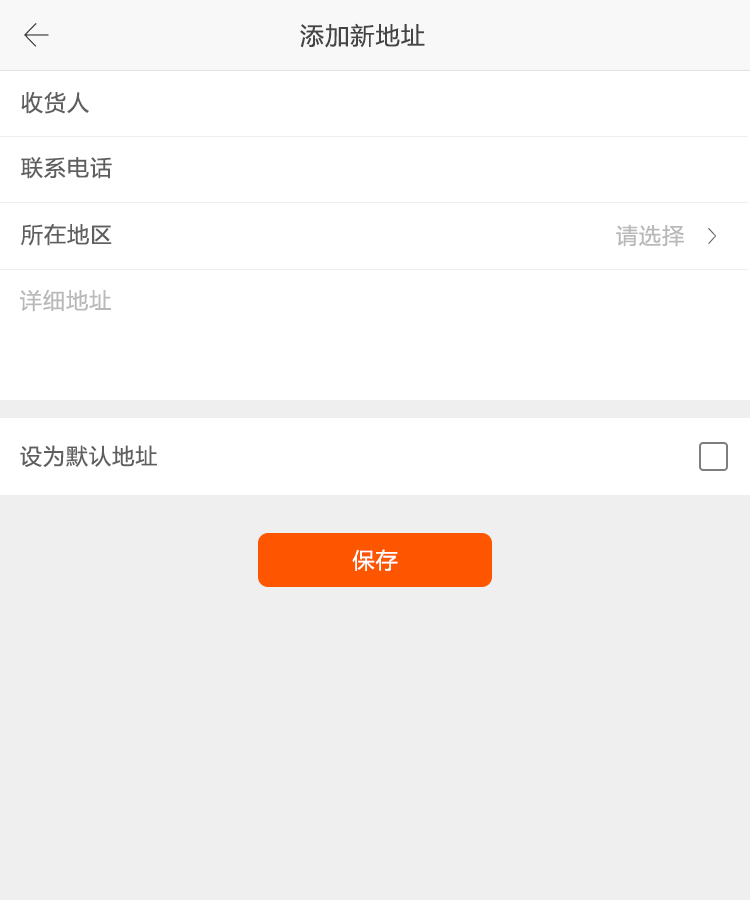 添加新地址
收货人
联系电话
所在地区 请选择
详细地址
设为默认地址
保存